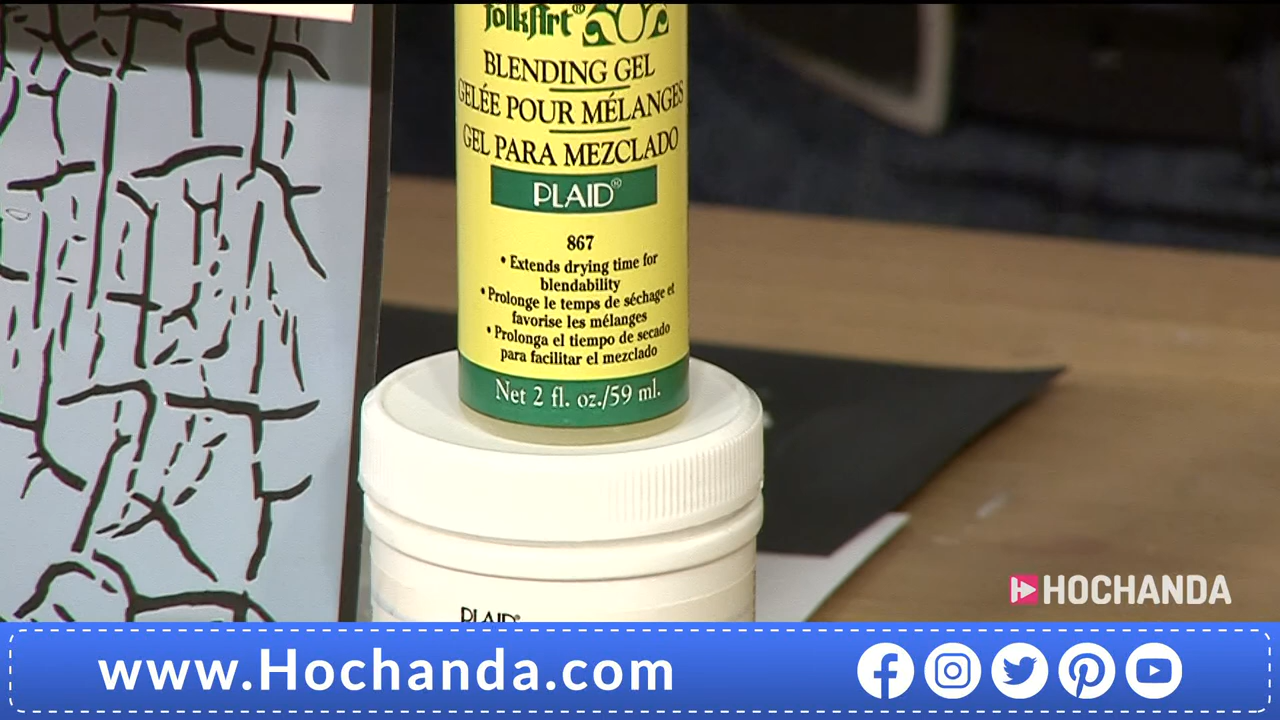 folkArt®
BLENDING GEL
GELÉE POUR MÉLANGES
GEL PARA MEZCLADO
PLAID®
867
• Extends drying time for
blendability
• Prolonge le temps de séchage et
favorise les mélanges
• Prolonga el tiempo de secado
para facilitar el mezclado
Net 2 fl. oz./59 ml.
PLAID®
HOCHANDA
www.Hochanda.com